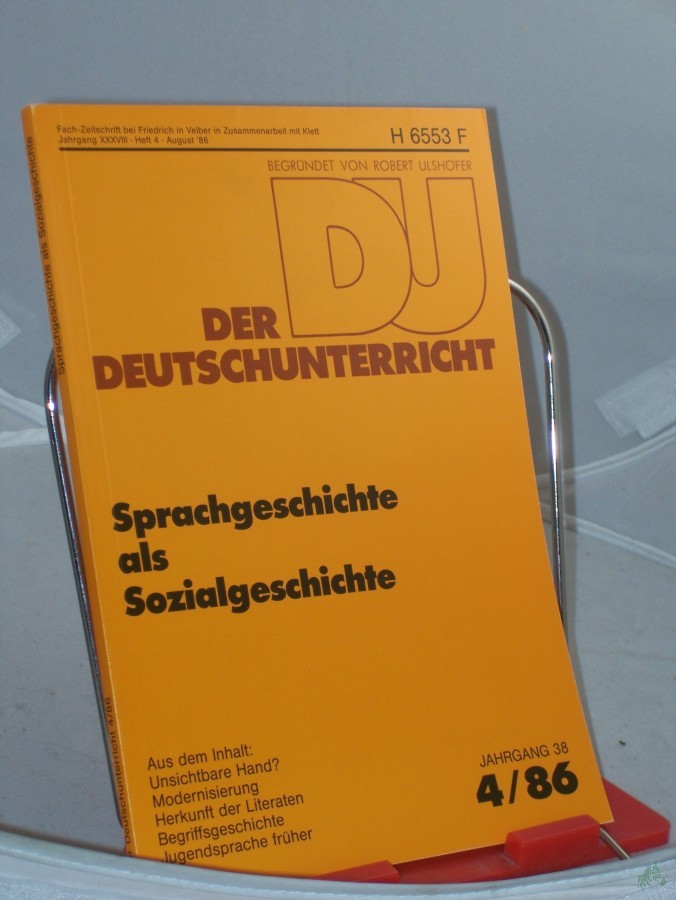 Fach-Zeitschrift bei Friedrich in Velber in Zusammenarbeit mit Klett
Jahrgang XXXVIII · Heft 4 · August '86
H 6553 F
BEGRÜNDET VON ROBERT ULSHÖFER
DU
DER
DEUTSCHUNTERRICHT
Sprachgeschichte
als
Sozialgeschichte
Aus dem Inhalt:
Unsichtbare Hand?
Modernisierung
Herkunft der Literaten
Begriffsgeschichte
Jugendsprache früher
JAHRGANG 38
4/86
Sprachgeschichte als Sozialgeschichte
Deutschunterricht 4/86